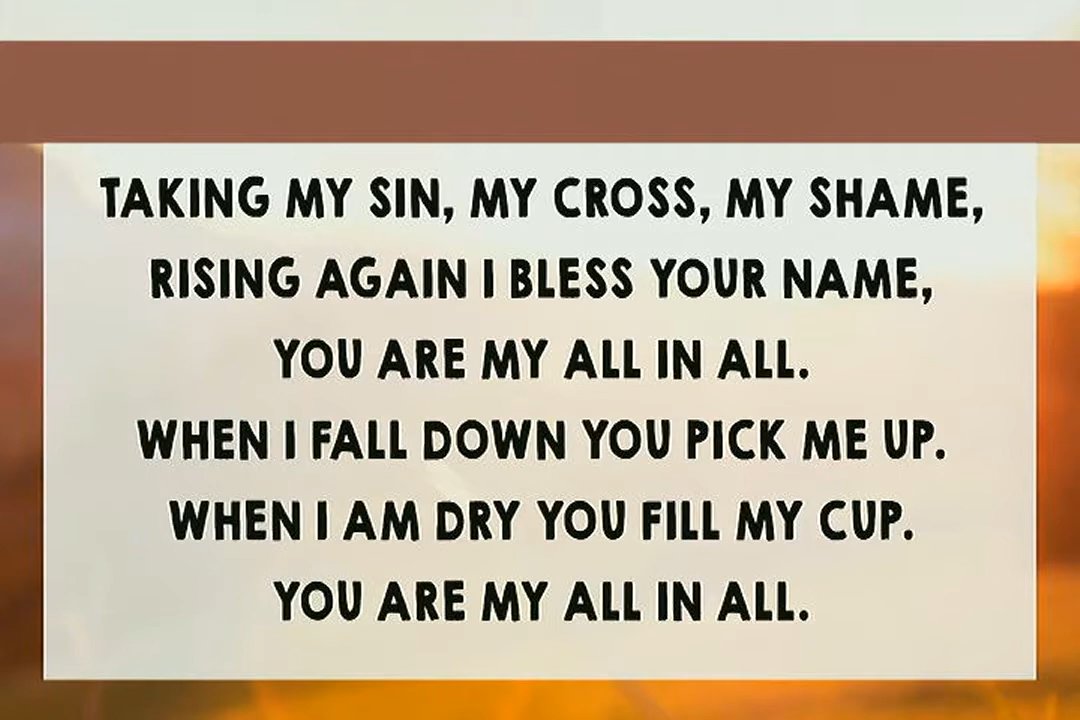 TAKING MY SIN, MY CROSS, MY SHAME,
RISING AGAIN I BLESS YOUR NAME,
YOU ARE MY ALL IN ALL.
WHEN I FALL DOWN YOU PICK ME UP.
WHEN I AM DRY YOU FILL MY CUP.
YOU ARE MY ALL IN ALL.